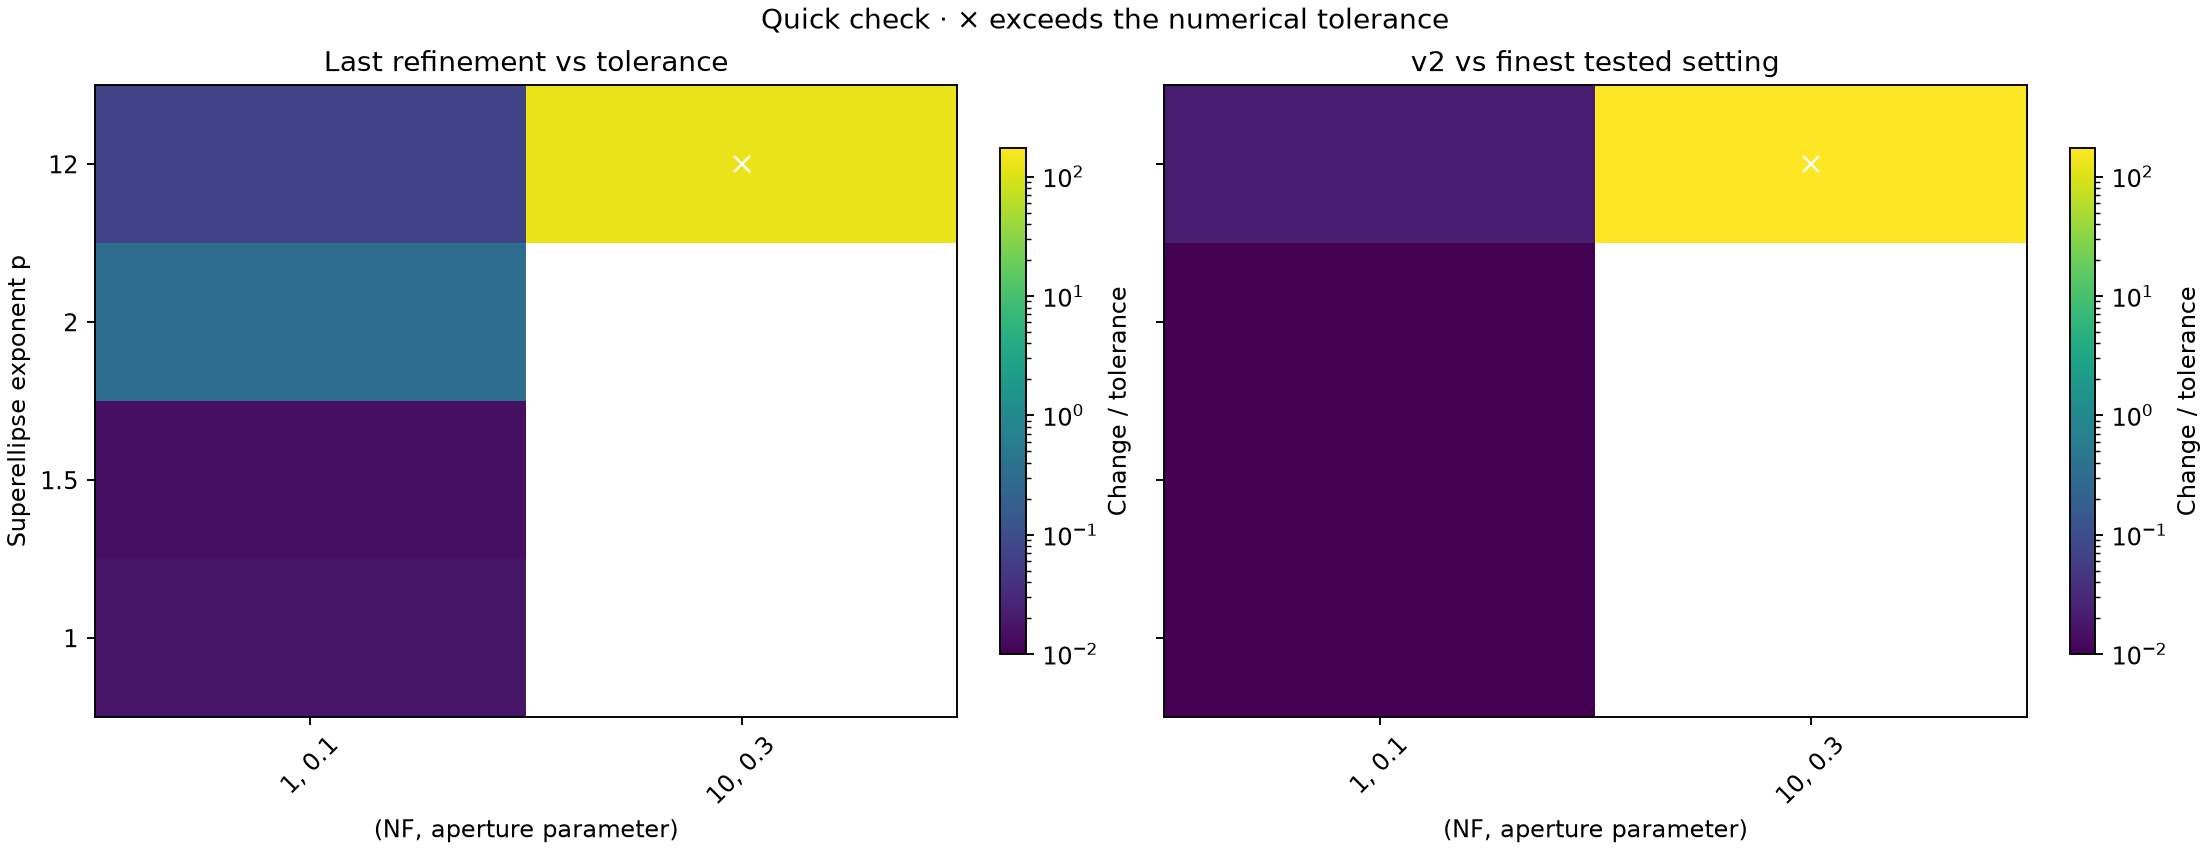 Quick check · × exceeds the numerical tolerance
Last refinement vs tolerance
Superellipse exponent p
12
2
1.5
1
1, 0.1
10, 0.3
(NF, aperture parameter)
10²
10¹
10⁰
10⁻¹
10⁻²
Change / tolerance
v2 vs finest tested setting
1, 0.1
10, 0.3
(NF, aperture parameter)
10²
10¹
10⁰
10⁻¹
10⁻²
Change / tolerance